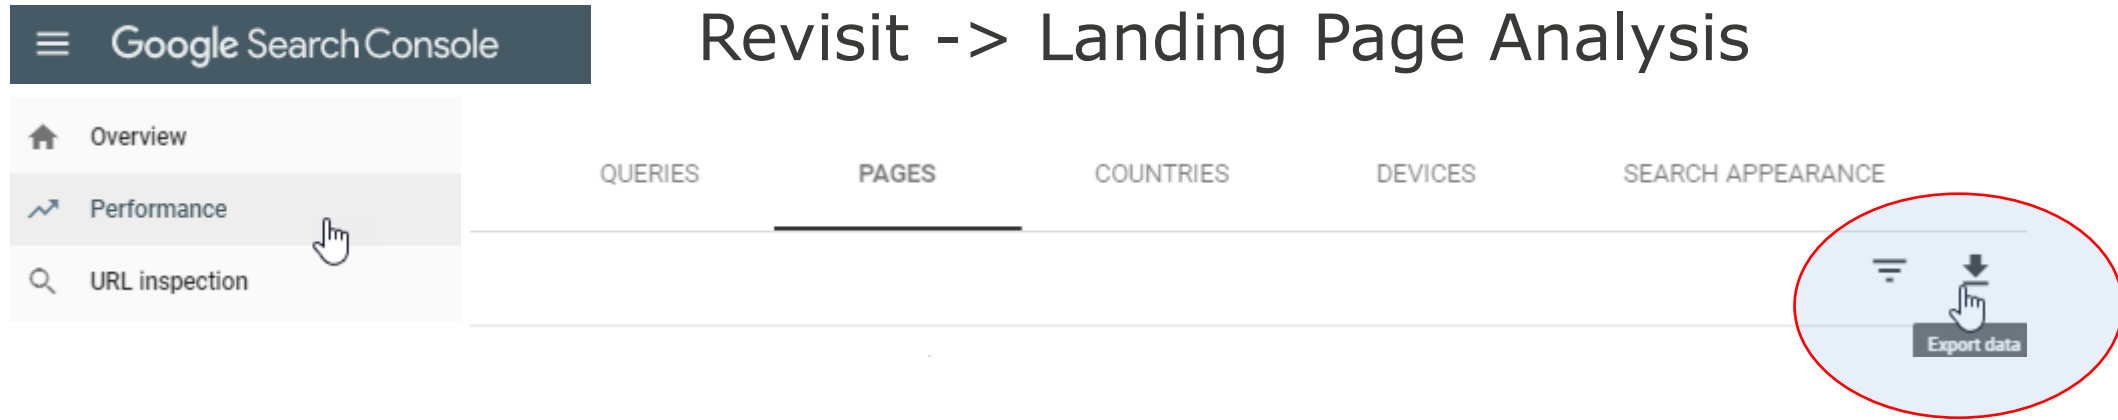 Google Search Console
Revisit -> Landing Page Analysis
Overview
Performance
URL inspection
QUERIES PAGES COUNTRIES DEVICES SEARCH APPEARANCE
Export data